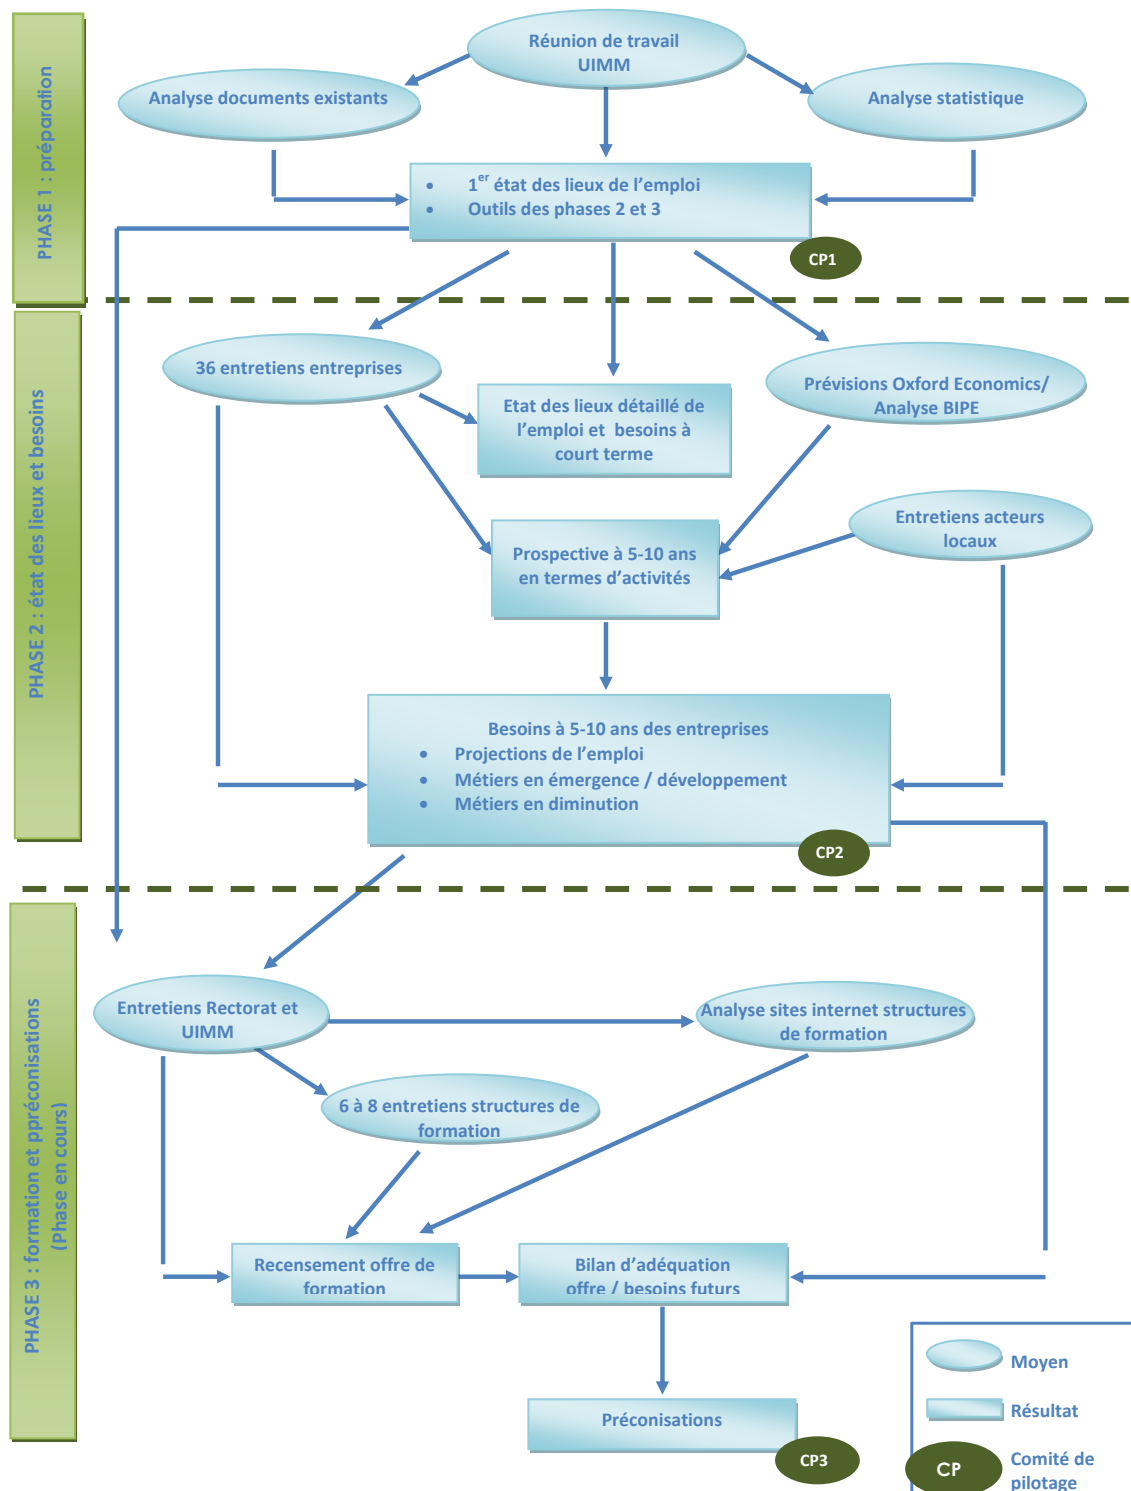 PHASE 1 : préparation
Réunion de travail
UIMM
Analyse documents existants
Analyse statistique
• 1er état des lieux de l’emploi
• Outils des phases 2 et 3
CP1
PHASE 2 : état des lieux et besoins
36 entretiens entreprises
Prévisions Oxford Economics/
Analyse BIPE
Etat des lieux détaillé de
l’emploi et besoins à
court terme
Entretiens acteurs
locaux
Prospective à 5-10 ans
en termes d’activités
Besoins à 5-10 ans des entreprises
• Projections de l’emploi
• Métiers en émergence / développement
• Métiers en diminution
CP2
PHASE 3 : formation et ppréconisations
(Phase en cours)
Entretiens Rectorat et
UIMM
Analyse sites internet structures
de formation
6 à 8 entretiens structures de
formation
Recensement offre de
formation
Bilan d’adéquation
offre / besoins futurs
Préconisations
CP3
Moyen
Résultat
CP
Comité de
pilotage